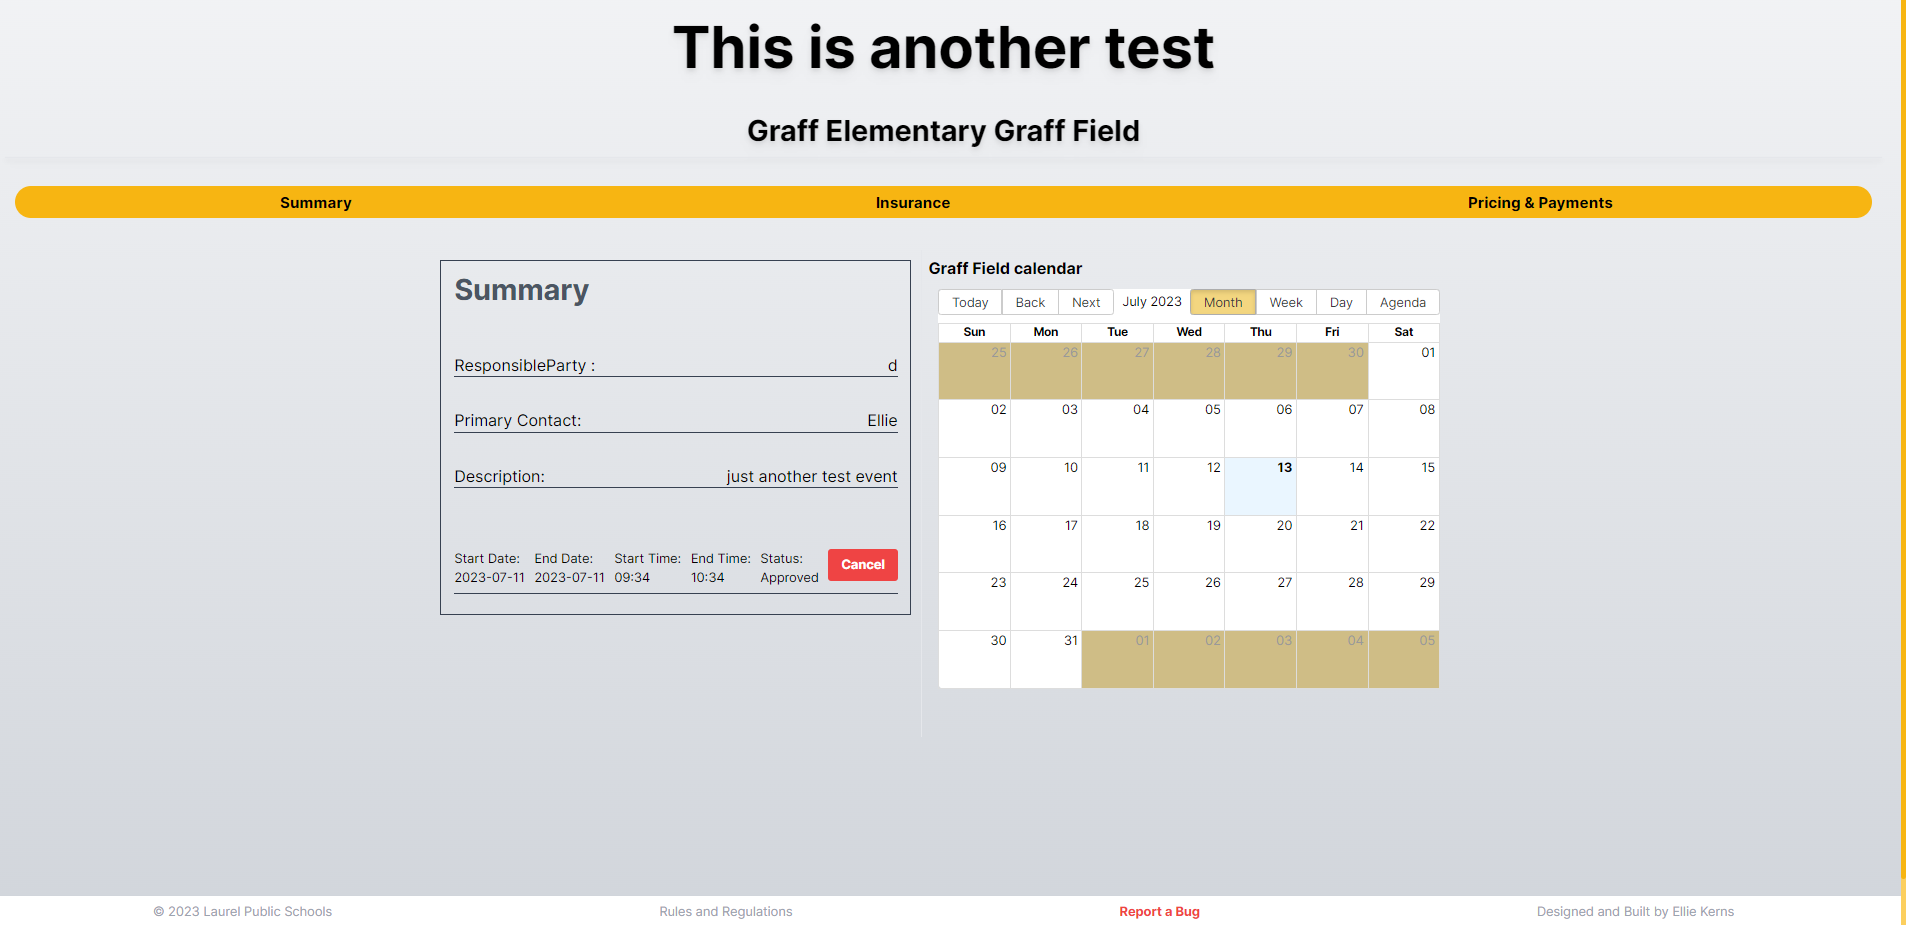 This is another test
Graff Elementary Graff Field
Summary Insurance Pricing & Payments
Summary
ResponsibleParty : d
Primary Contact: Ellie
Description: just another test event
Start Date: End Date: Start Time: End Time: Status:
2023-07-11 2023-07-11 09:34 10:34 Approved
Cancel
Graff Field calendar
Today Back Next July 2023 Month Week Day Agenda
Sun Mon Tue Wed Thu Fri Sat
25 26 27 28 29 30 01
02 03 04 05 06 07 08
09 10 11 12 13 14 15
16 17 18 19 20 21 22
23 24 25 26 27 28 29
30 31 01 02 03 04 05
© 2023 Laurel Public Schools Rules and Regulations Report a Bug Designed and Built by Ellie Kerns